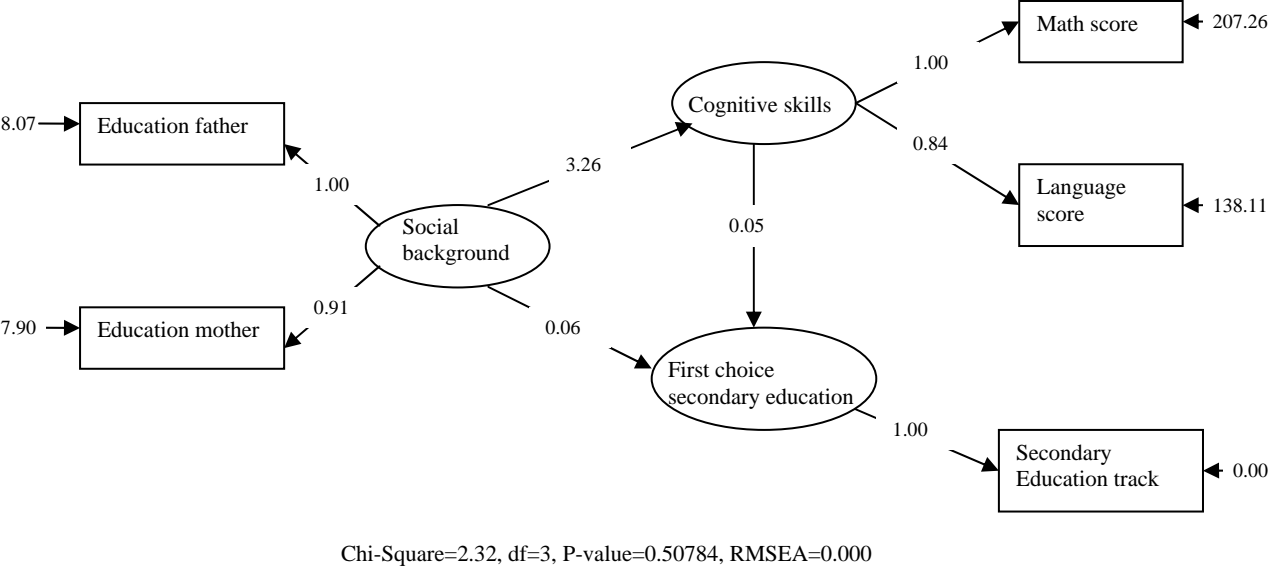 Math score
207.26
1.00
Cognitive skills
8.07
Education father
0.84
3.26
1.00
Language
score
138.11
Social
background
0.05
0.91
7.90
Education mother
0.06
First choice
secondary education
1.00
Secondary
Education track
0.00
Chi-Square=2.32, df=3, P-value=0.50784, RMSEA=0.000